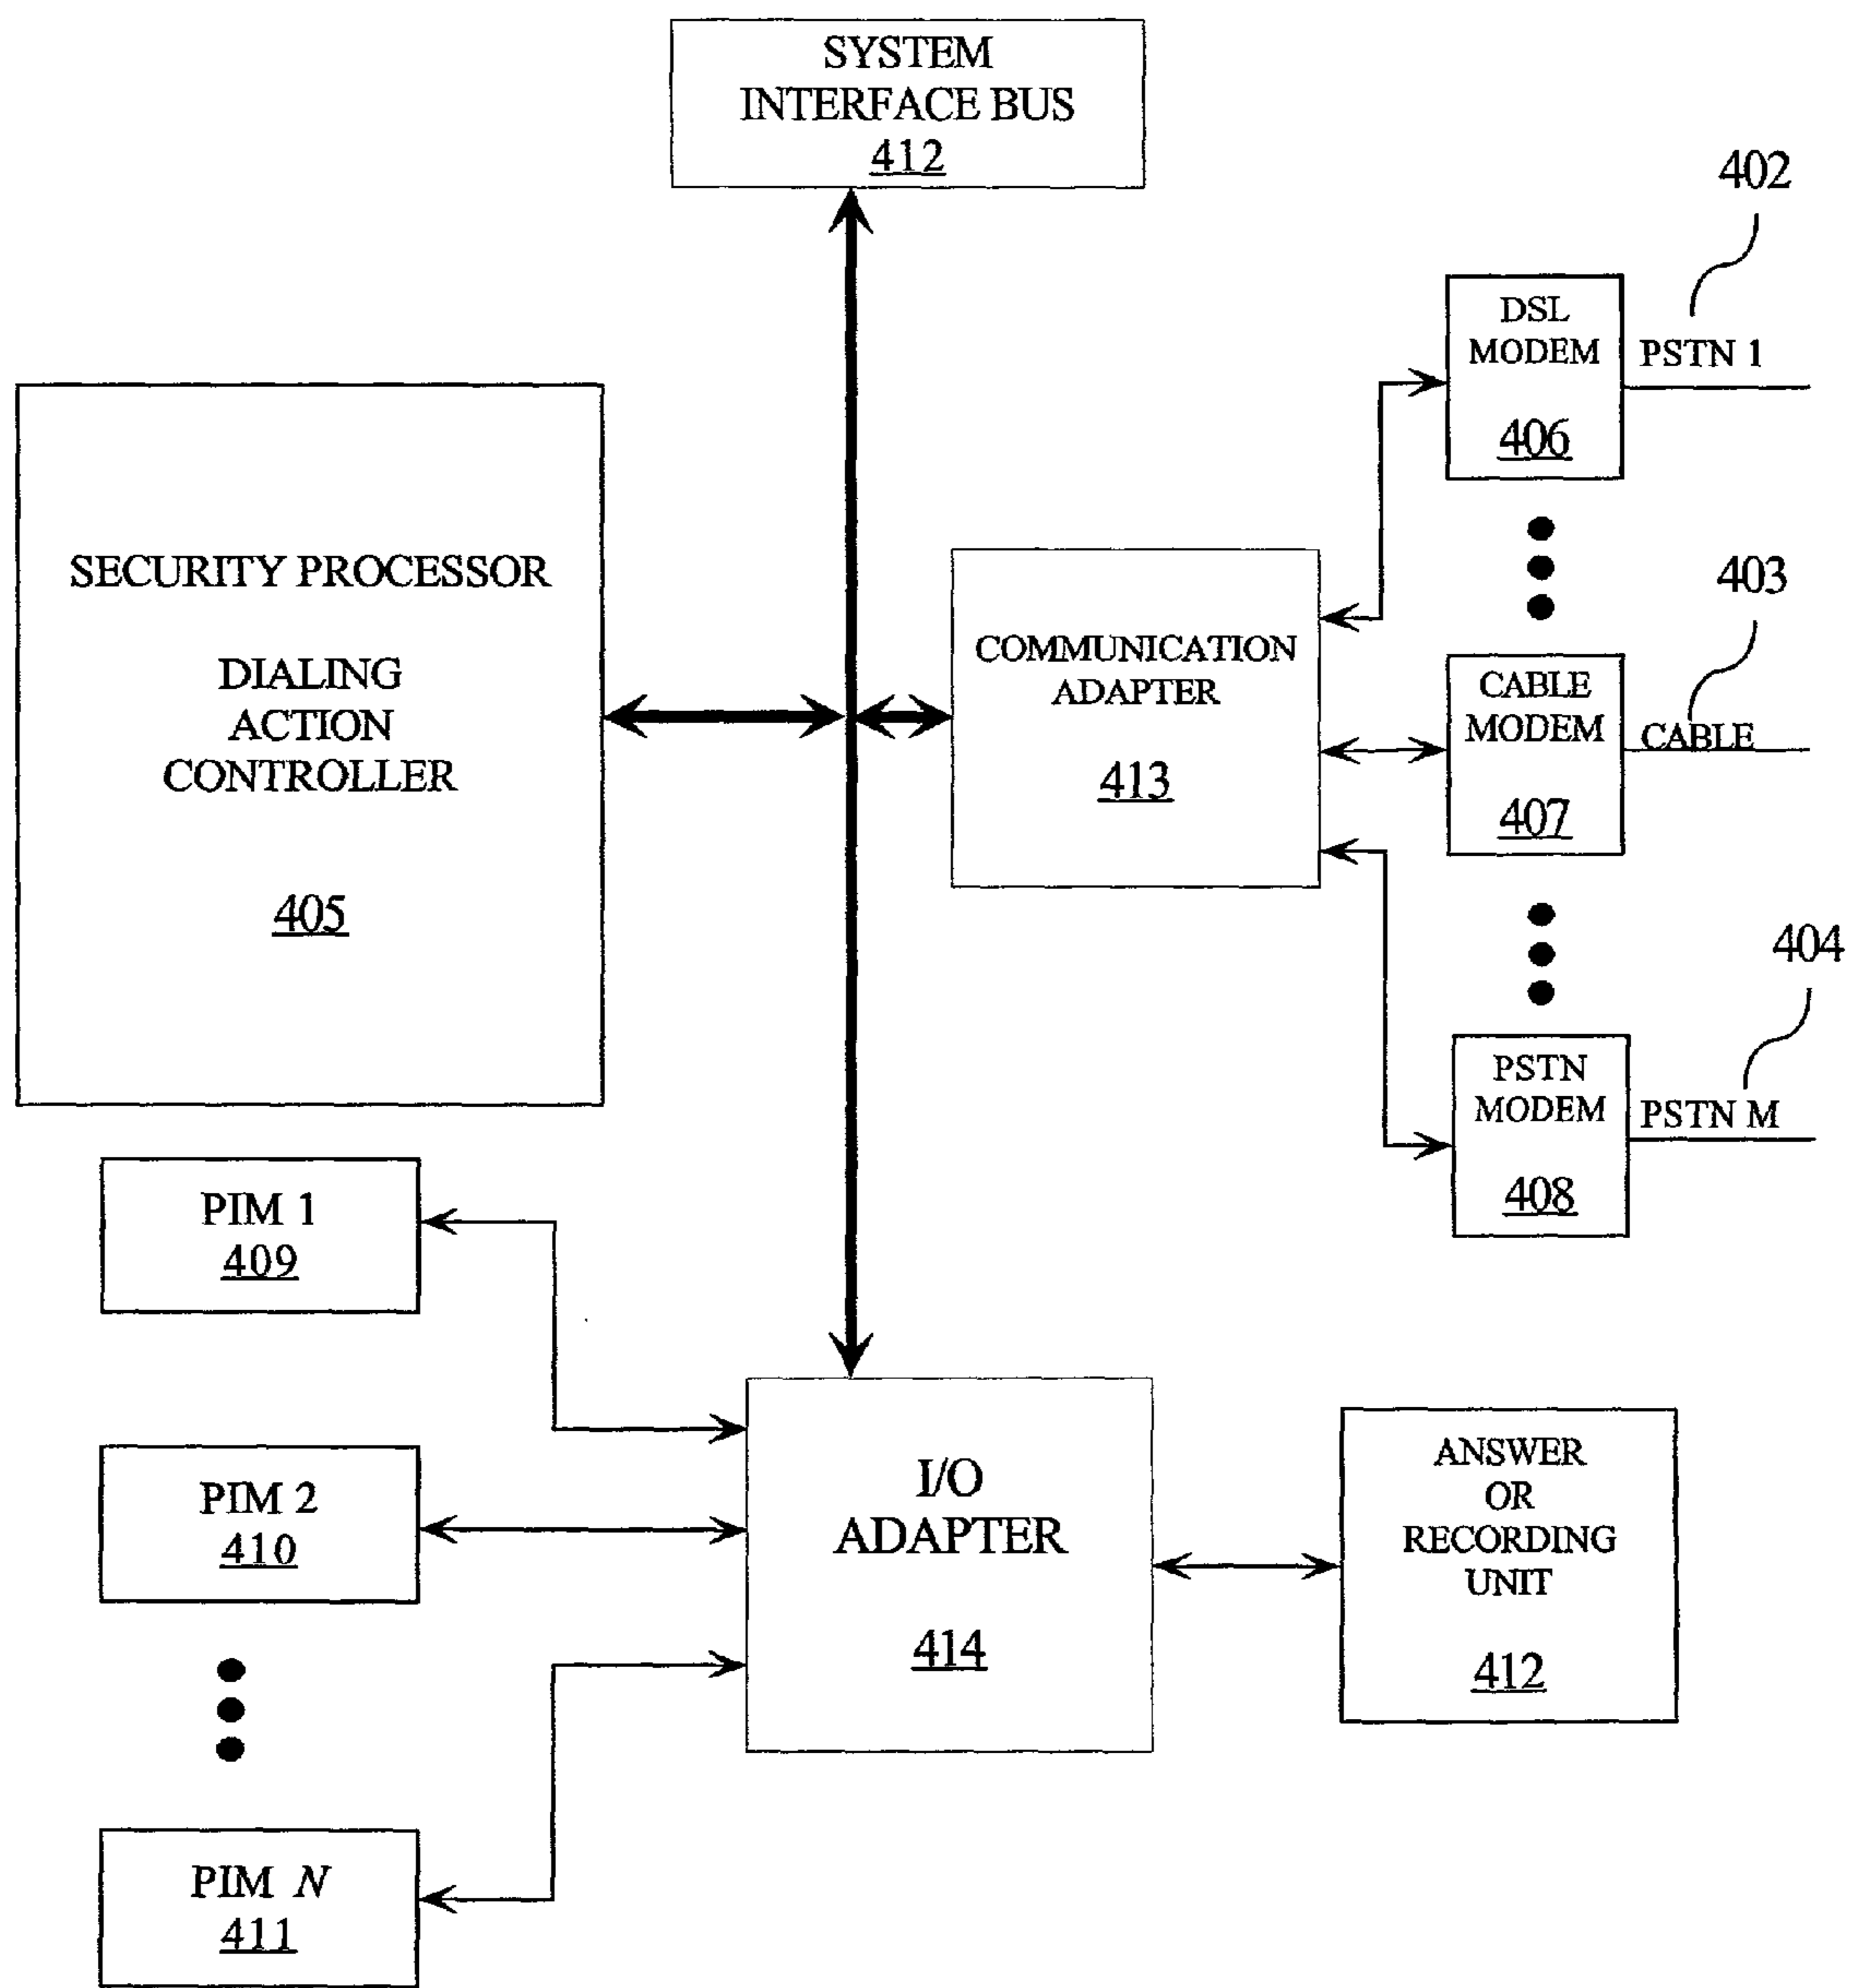 SYSTEM
INTERFACE BUS
412
402
DSL
MODEM
406
PSTN 1
SECURITY PROCESSOR
DIALING
ACTION
CONTROLLER
405
COMMUNICATION
ADAPTER
413
403
CABLE
MODEM
407
CABLE
404
PSTN
MODEM
408
PSTN M
PIM 1
409
PIM 2
410
PIM N
411
I/O
ADAPTER
414
ANSWER
OR
RECORDING
UNIT
412